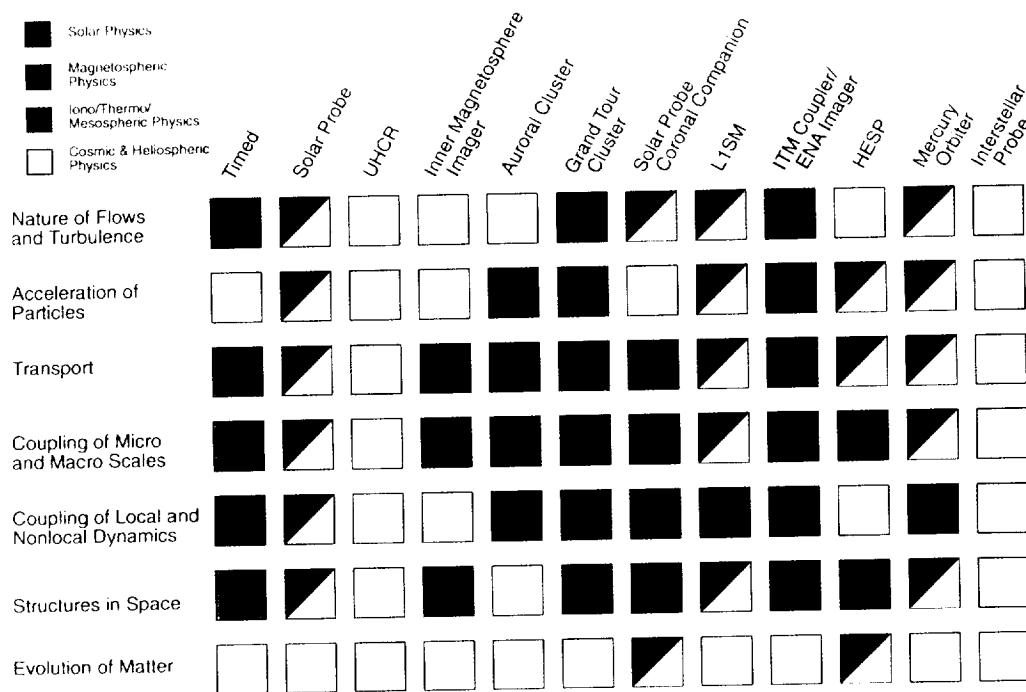 Solar Physics
Magnetospheric
Physics
Iono/Thermo/
Mesospheric Physics
Cosmic & Heliospheric
Physics
Timed
Solar Probe
UHCR
Inner Magnetosphere
Imager
Auroral Cluster
Grand Tour
Cluster
Solar Probe
Coronal Companion
L1SM
ITM Coupler/
ENA Imager
HESP
Mercury
Orbiter
Interstellar
Probe
Nature of Flows
and Turbulence
Acceleration of
Particles
Transport
Coupling of Micro
and Macro Scales
Coupling of Local and
Nonlocal Dynamics
Structures in Space
Evolution of Matter